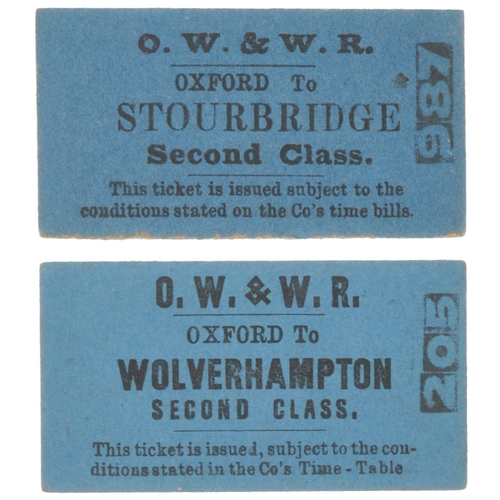 O. W. & W. R.
OXFORD To
STOURBRIDGE
Second Class.
This ticket is issued subject to the
conditions stated on the Co's time bills.
987
O. W. & W. R.
OXFORD To
WOLVERHAMPTON
SECOND CLASS.
This ticket is issued, subject to the con-
ditions stated in the Co's Time - Table
205